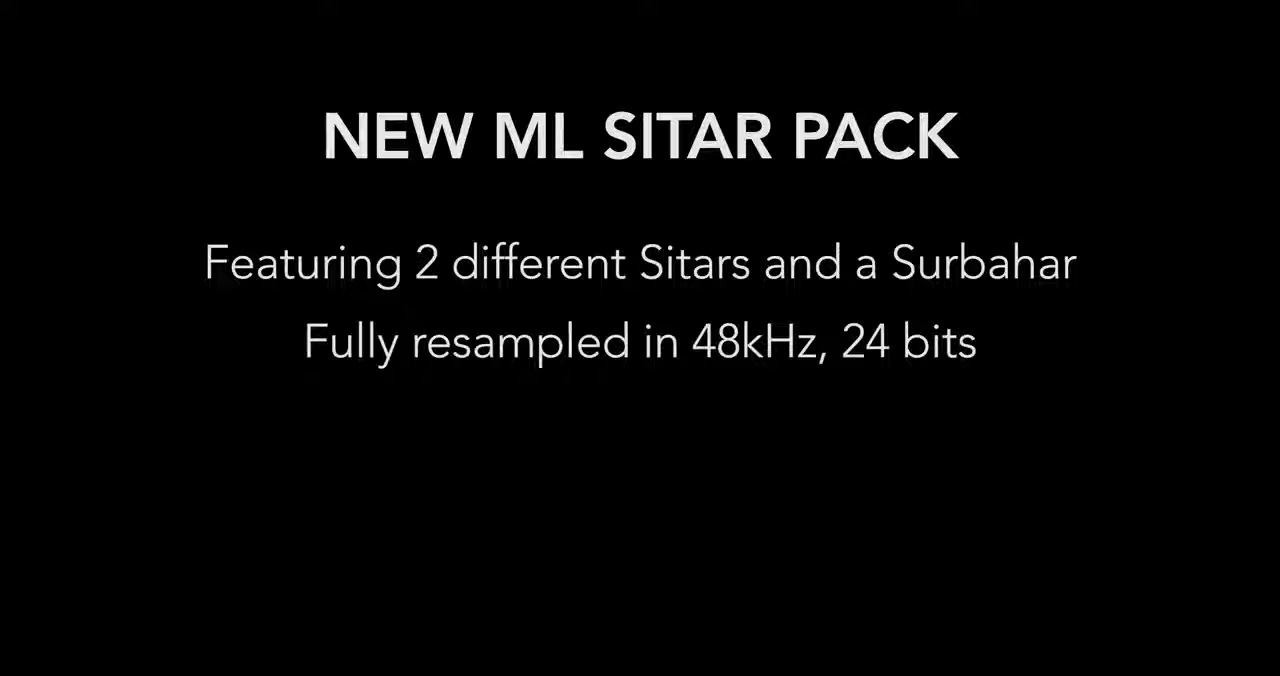 NEW ML SITAR PACK
Featuring 2 different Sitars and a Surbahar
Fully resampled in 48kHz, 24 bits